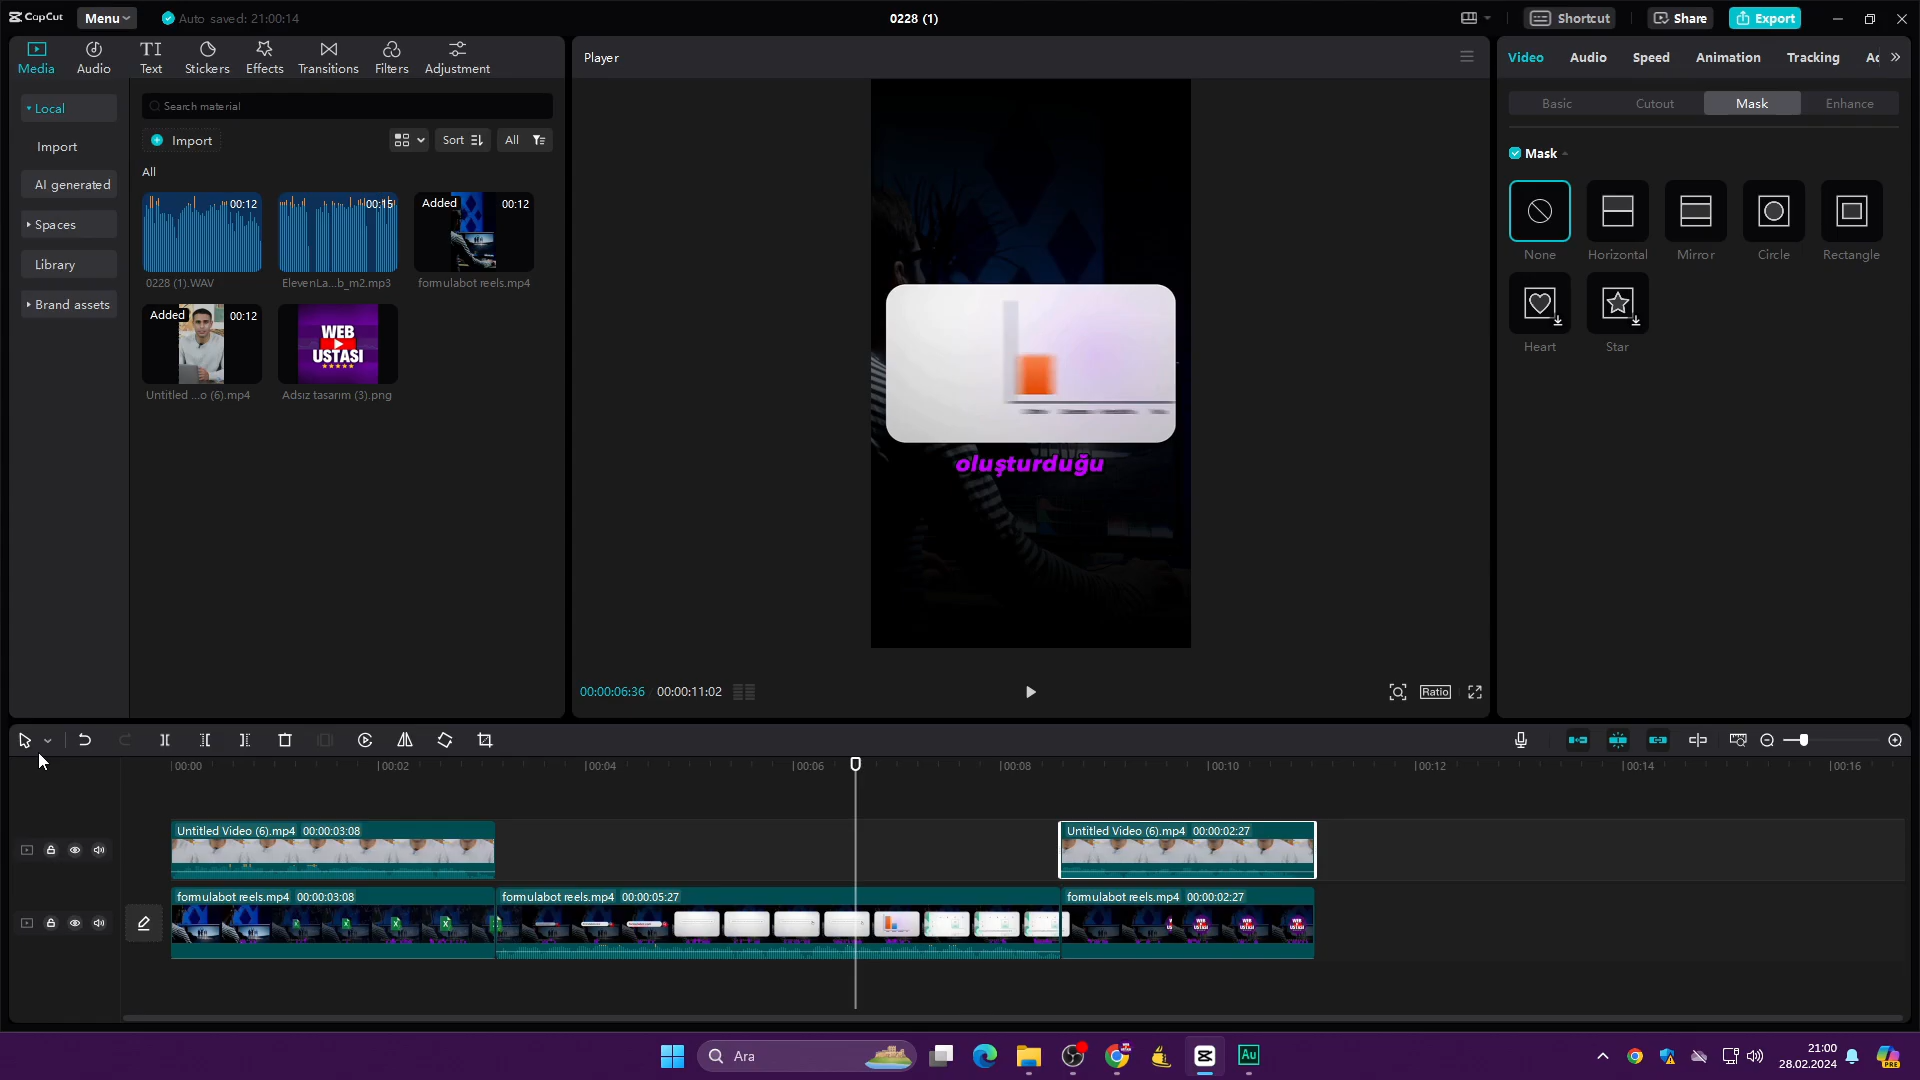 CapCut
Menu
Auto saved: 21:00:14
0228 (1)
Shortcut
Share
Export
Media
Audio
Text
Stickers
Effects
Transitions
Filters
Adjustment
Local
Import
AI generated
Spaces
Library
Brand assets
Search material
Import
Sort
All
All
00:12
0228 (1).WAV
00:15
ElevenLa...b_m2.mp3
Added 00:12
formulabot reels.mp4
Added 00:12
Untitled ...o (6).mp4
WEB
USTASI
Adsız tasarım (3).png
Player
oluşturduğu
00:00:06:36 00:00:11:02
Ratio
Video
Audio
Speed
Animation
Tracking
Basic
Cutout
Mask
Enhance
Mask
None
Horizontal
Mirror
Circle
Rectangle
Heart
Star
00:00
00:02
00:04
00:06
00:08
00:10
00:12
00:14
00:16
Untitled Video (6).mp4 00:00:03:08
Untitled Video (6).mp4 00:00:02:27
formulabot reels.mp4 00:00:03:08
formulabot reels.mp4 00:00:05:27
formulabot reels.mp4 00:00:02:27
Ara
Au
21:00
28.02.2024
PRE